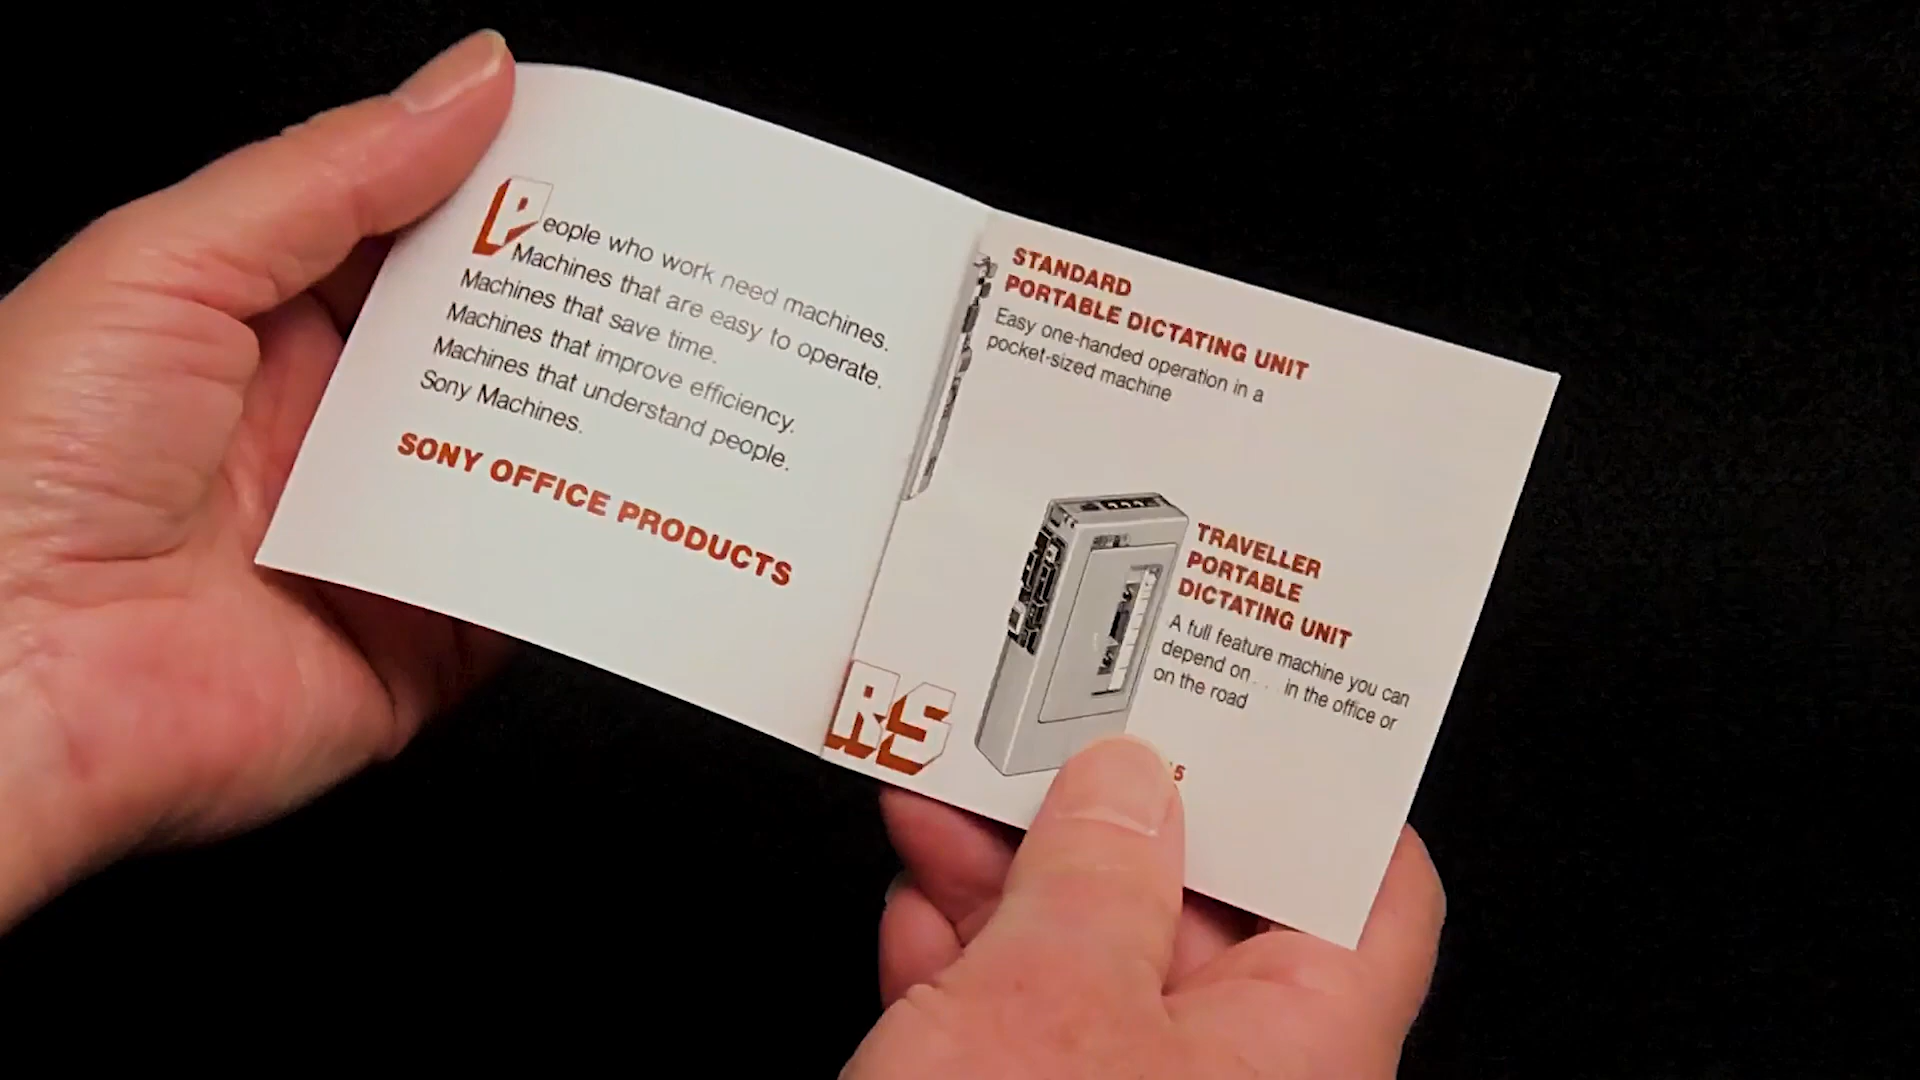 People who work need machines.
Machines that are easy to operate.
Machines that save time.
Machines that improve efficiency.
Machines that understand people.
Sony Machines.
SONY OFFICE PRODUCTS
STANDARD
PORTABLE DICTATING UNIT
Easy one-handed operation in a
pocket-sized machine
TRAVELLER
PORTABLE
DICTATING UNIT
A full feature machine you can
depend on . . . in the office or
on the road
RS
5